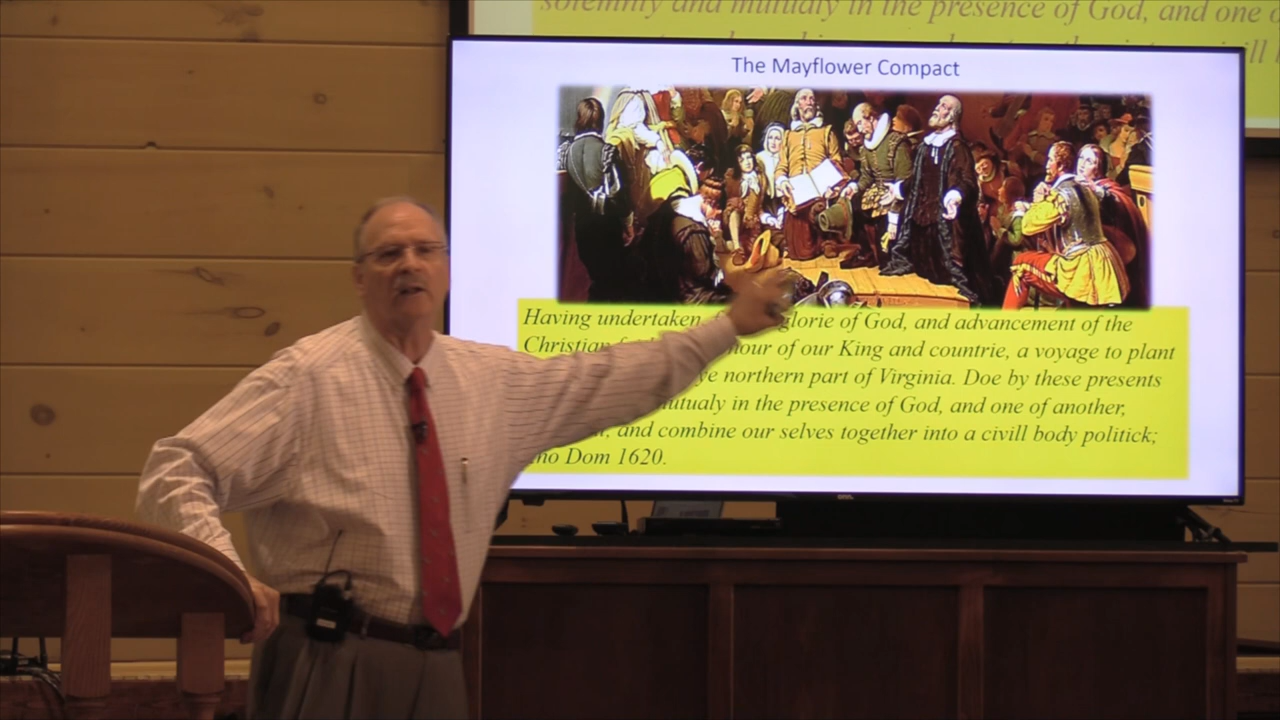 solemnity and mutualy in the presence of God, and one o
The Mayflower Compact
Having undertaken, glorie of God, and advancement of the
Christian nour of our King and countrie, a voyage to plant
ye northern part of Virginia. Doe by these presents
mutualy in the presence of God, and one of another,
and combine our selves together into a civill body politick;
no Dom 1620.